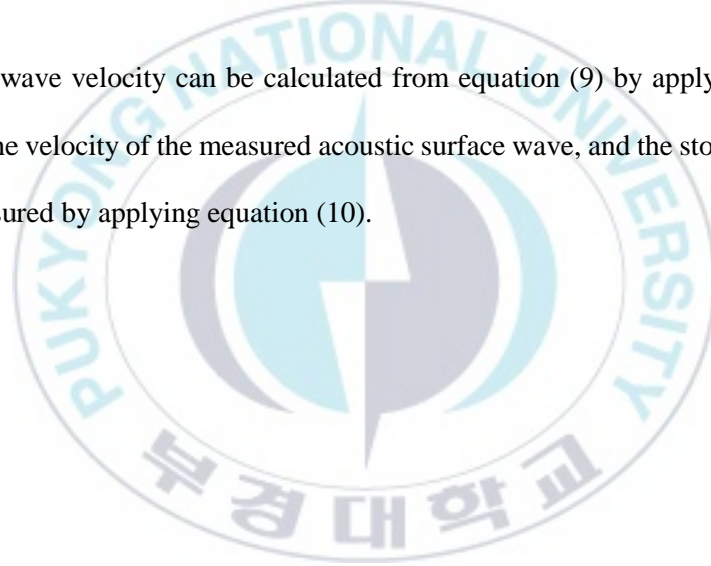 wave velocity can be calculated from equation (9) by apply
he velocity of the measured acoustic surface wave, and the sto
sured by applying equation (10).
PUKYONG NATIONAL UNIVERSITY
부경대학교